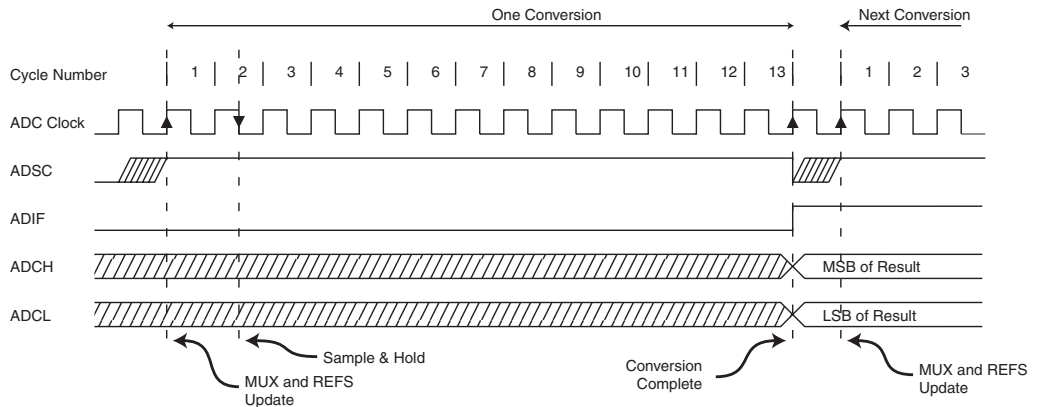 One Conversion
Next Conversion
Cycle Number
1 2 3 4 5 6 7 8 9 10 11 12 13 1 2 3
ADC Clock
ADSC
ADIF
ADCH
MSB of Result
ADCL
LSB of Result
Sample & Hold
MUX and REFS
Update
Conversion
Complete
MUX and REFS
Update